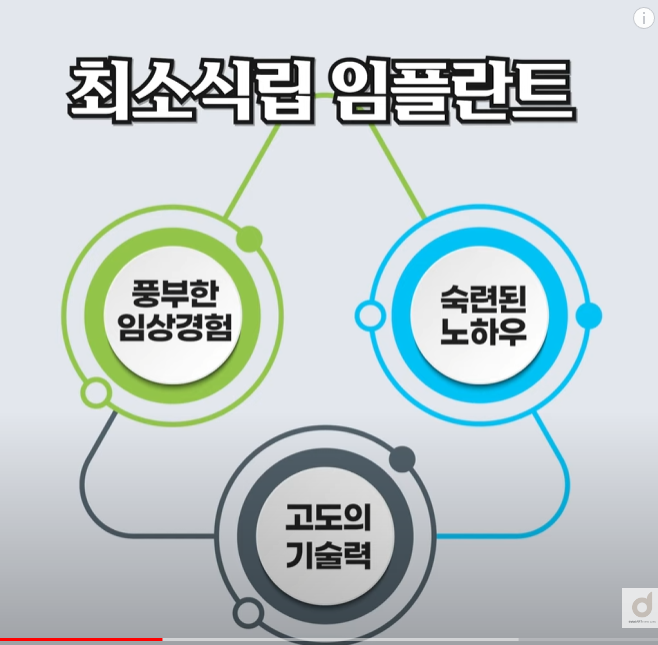 최소식립 임플란트
풍부한
임상경험
숙련된
노하우
고도의
기술력